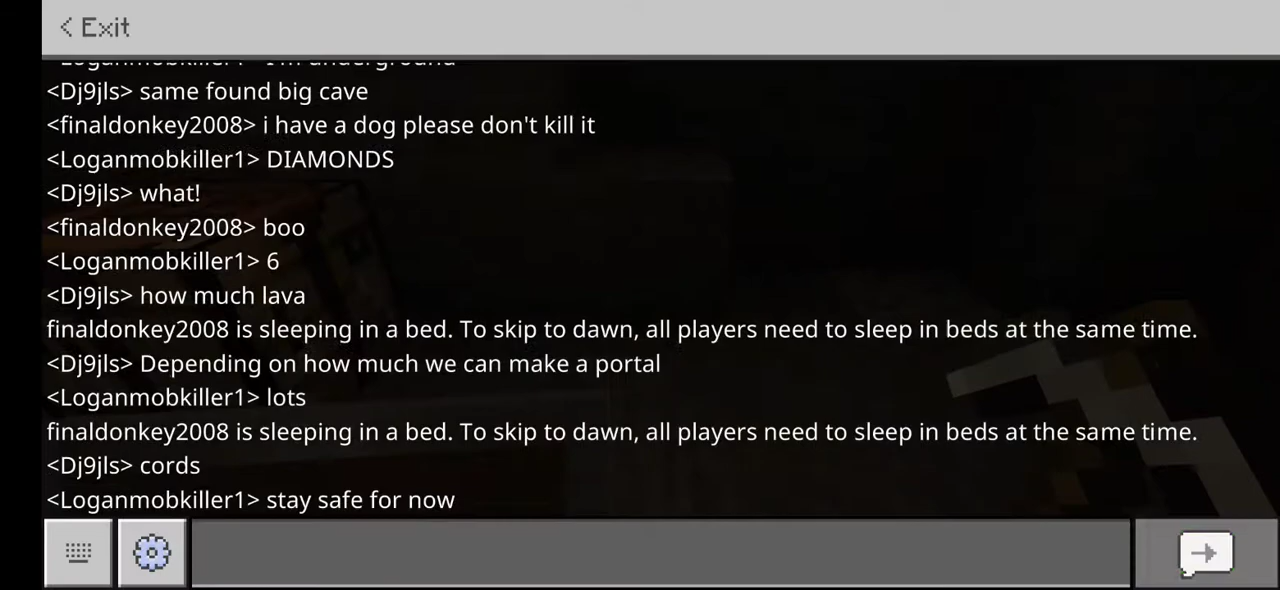 < Exit
<Loganmobkiller1> I'm underground
<Dj9jls> same found big cave
<finaldonkey2008> i have a dog please don't kill it
<Loganmobkiller1> DIAMONDS
<Dj9jls> what!
<finaldonkey2008> boo
<Loganmobkiller1> 6
<Dj9jls> how much lava
finaldonkey2008 is sleeping in a bed. To skip to dawn, all players need to sleep in beds at the same time.
<Dj9jls> Depending on how much we can make a portal
<Loganmobkiller1> lots
finaldonkey2008 is sleeping in a bed. To skip to dawn, all players need to sleep in beds at the same time.
<Dj9jls> cords
<Loganmobkiller1> stay safe for now